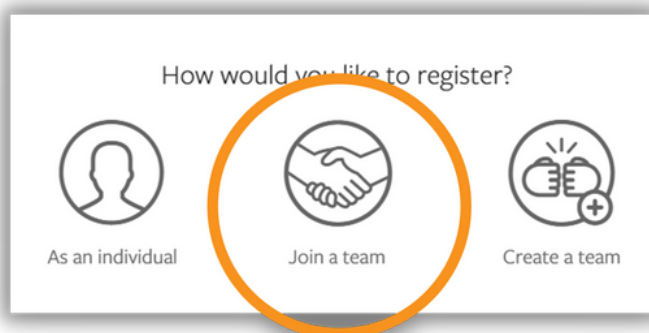 How would you like to register?
As an individual
Join a team
Create a team